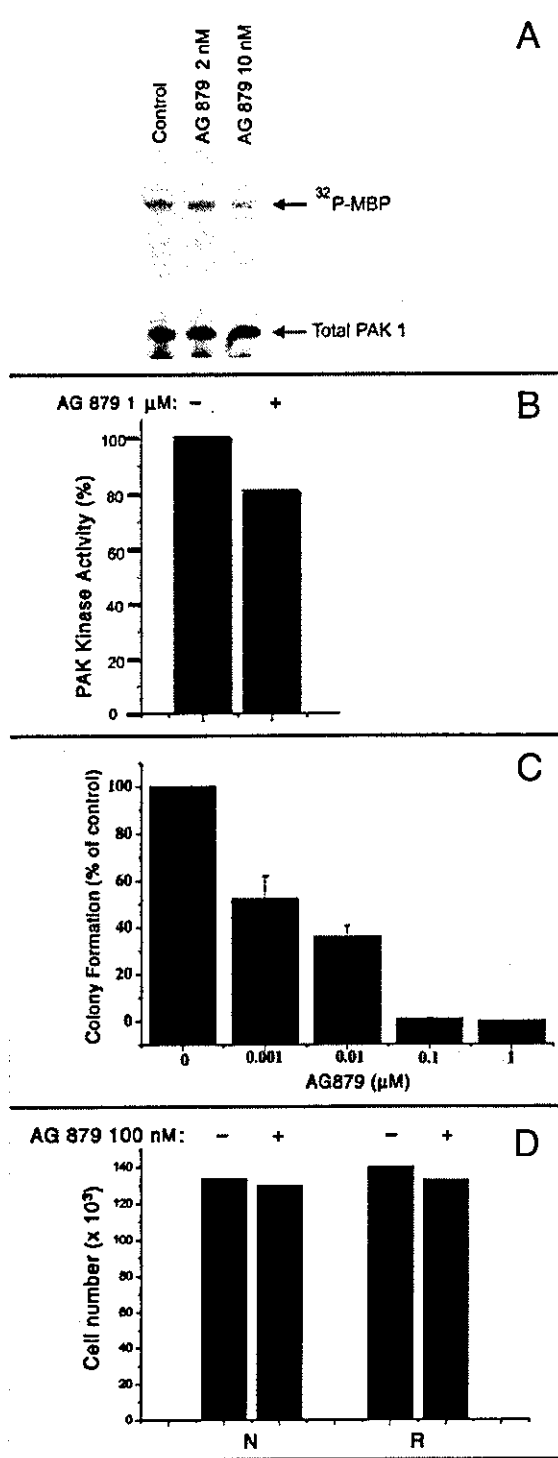 A
Control
AG 879 2 nM
AG 879 10 nM
32P-MBP
Total PAK 1
B
AG 879 1 μM: - +
PAK Kinase Activity (%)
100
80
60
40
20
0
C
Colony Formation (% of control)
100
80
60
40
20
0
0 0.001 0.01 0.1 1
AG879 (μM)
D
AG 879 100 nM: - + - +
Cell number (x 10³)
140
120
100
80
60
40
20
0
N R